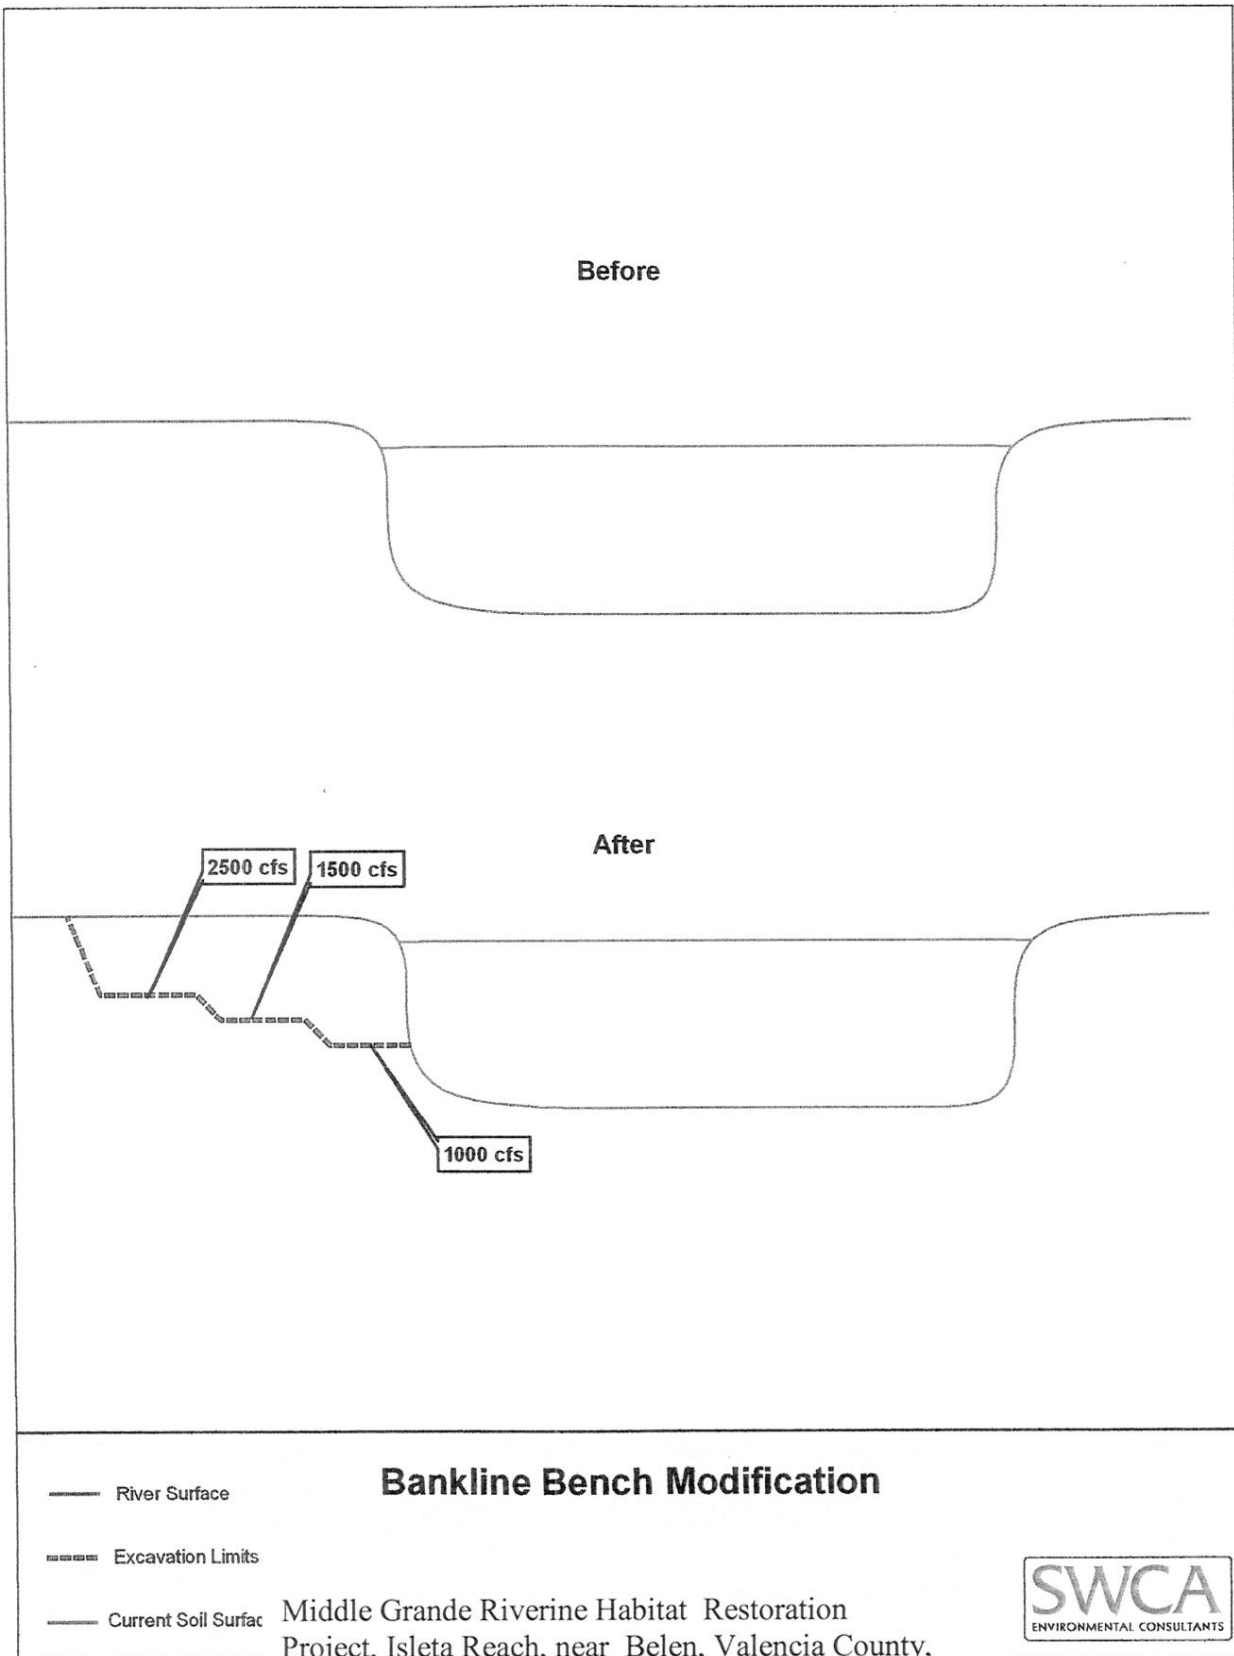 Before
After
2500 cfs
1500 cfs
1000 cfs
Bankline Bench Modification
River Surface
Excavation Limits
Current Soil Surfac
Middle Grande Riverine Habitat Restoration
Project, Isleta Reach, near Belen, Valencia County,
SWCA
ENVIRONMENTAL CONSULTANTS